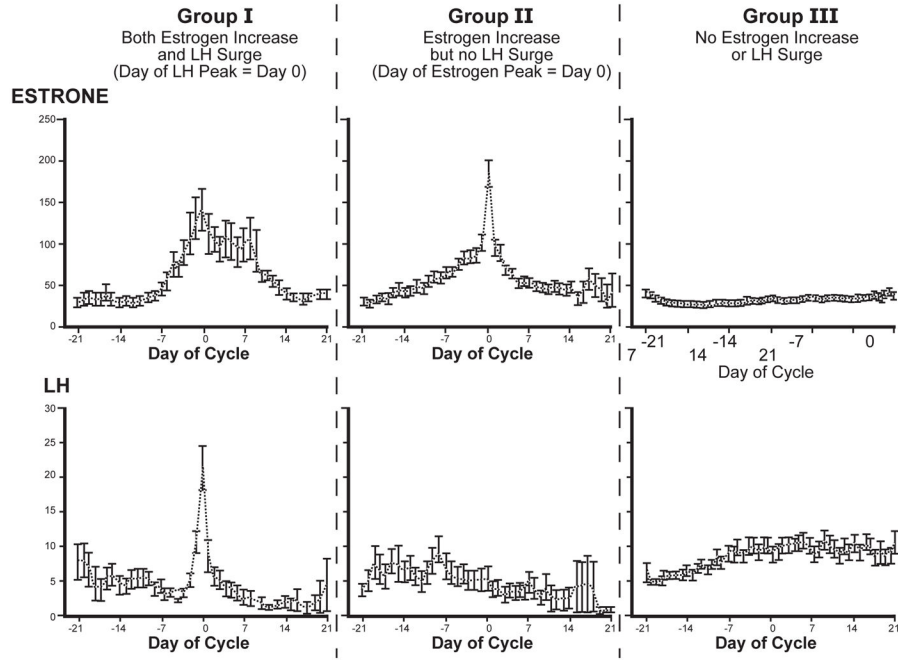 Group I
Both Estrogen Increase
and LH Surge
(Day of LH Peak = Day 0)
Group II
Estrogen Increase
but no LH Surge
(Day of Estrogen Peak = Day 0)
Group III
No Estrogen Increase
or LH Surge
ESTRONE
250
200
150
100
50
0
-21 -14 -7 0 7 14 21
Day of Cycle
-21 -14 -7 0 7 14 21
Day of Cycle
-21 -14 -7 0
7 14 21
Day of Cycle
LH
30
25
20
15
10
5
0
-21 -14 -7 0 7 14 21
Day of Cycle
-21 -14 -7 0 7 14 21
Day of Cycle
-21 -14 -7 0 7 14 21
Day of Cycle